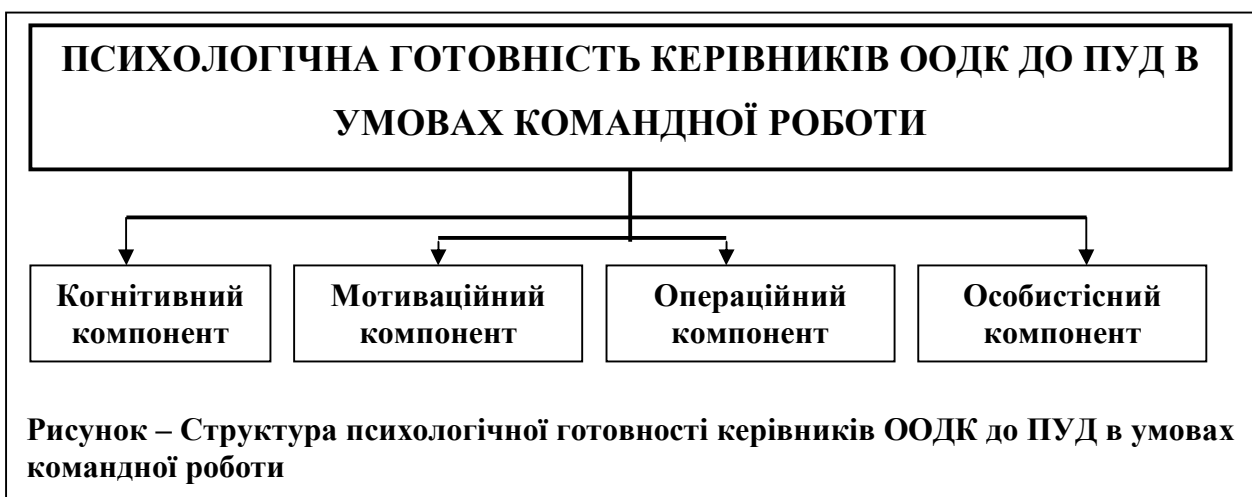 ПСИХОЛОГІЧНА ГОТОВНІСТЬ КЕРІВНИКІВ ООДК ДО ПУД В
УМОВАХ КОМАНДНОЇ РОБОТИ
Когнітивний
компонент
Мотиваційний
компонент
Операційний
компонент
Особистісний
компонент
Рисунок – Структура психологічної готовності керівників ООДК до ПУД в умовах
командної роботи